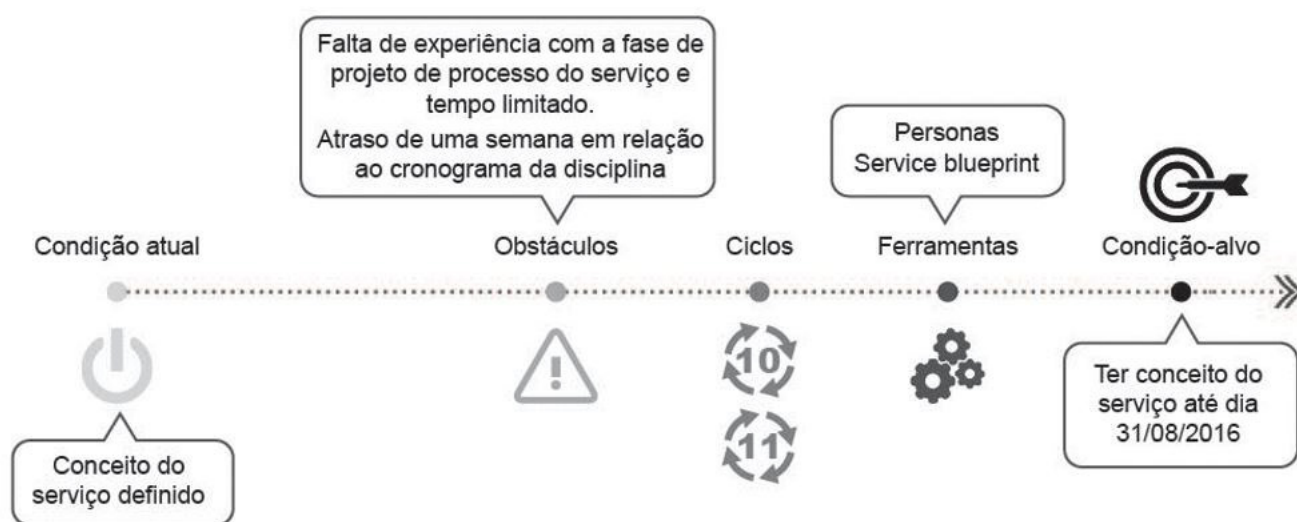 Falta de experiência com a fase de
projeto de processo do serviço e
tempo limitado.
Atraso de uma semana em relação
ao cronograma da disciplina
Personas
Service blueprint
Condição atual
Obstáculos
Ciclos
Ferramentas
Condição-alvo
10
11
Conceito do
serviço definido
Ter conceito do
serviço até dia
31/08/2016